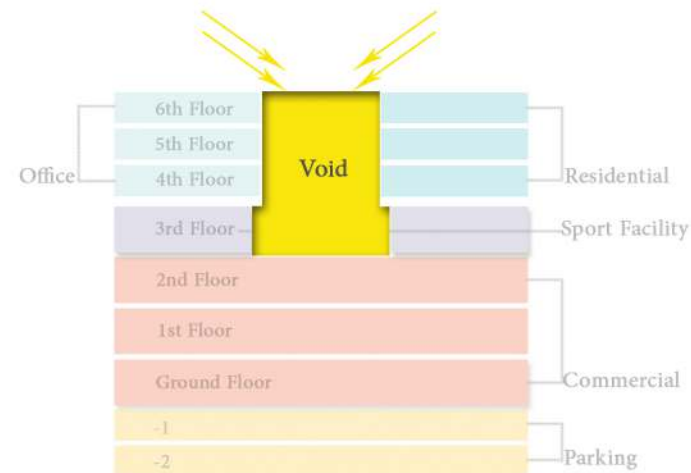 6th Floor
5th Floor
Office
4th Floor
Void
Residential
3rd Floor
Sport Facility
2nd Floor
1st Floor
Ground Floor
Commercial
-1
-2
Parking